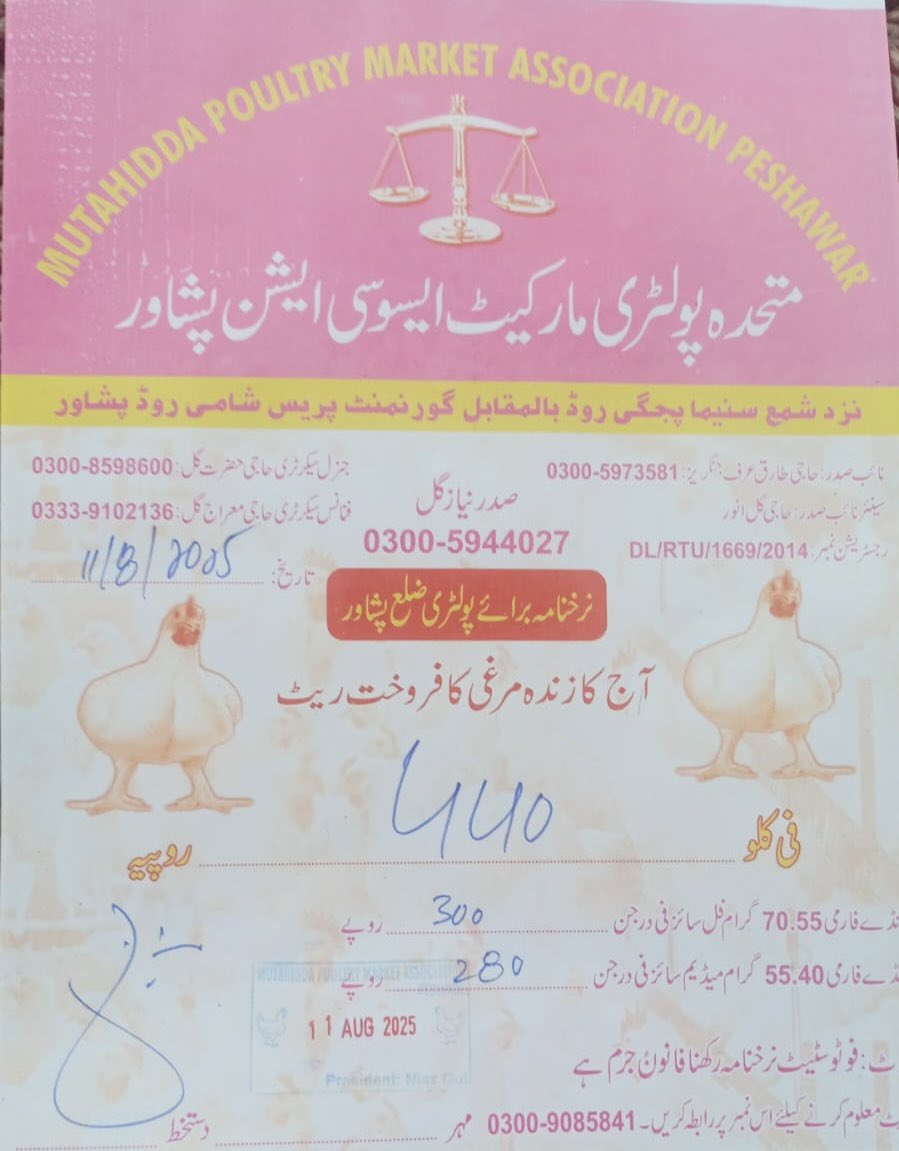 MUTAHIDDA POULTRY MARKET ASSOCIATION PESHAWAR
متحدہ پولٹری مارکیٹ ایسوسی ایشن پشاور
نزد شمع سنیما پجگی روڈ بالمقابل گورنمنٹ پریس شامی روڈ پشاور
نائب صدر: حاجی طارق عرف جنگریز: 0300-5973581
جنرل سیکرٹری حاجی حضرت گل: 0300-8598600
سینئر نائب صدر: حاجی گل انور
صدر نیاز گل
فنانس سیکرٹری حاجی معراج گل: 0333-9102136
رجسٹریشن نمبر: DL/RTU/1669/2014
0300-5944027
تاریخ: 11/8/2025
نرخنامہ برائے پولٹری ضلع پشاور
آج کا زندہ مرغی کا فروخت ریٹ
فی کلو 440 روپیہ
فارمی 70.55 گرام فل سائز فی درجن 300 روپے
فارمی 55.40 گرام میڈیم سائز فی درجن 280 روپے
MUTAHIDDA POULTRY MARKET ASSOCIATION
PESHAWAR
11 AUG 2025
President: Niaz Gul
فوٹو سٹیٹ نرخنامہ رکھنا قانوناً جرم ہے
معلوم کرنے کیلئے اس نمبر پر رابطہ کریں۔ 0300-9085841
مہر دستخط